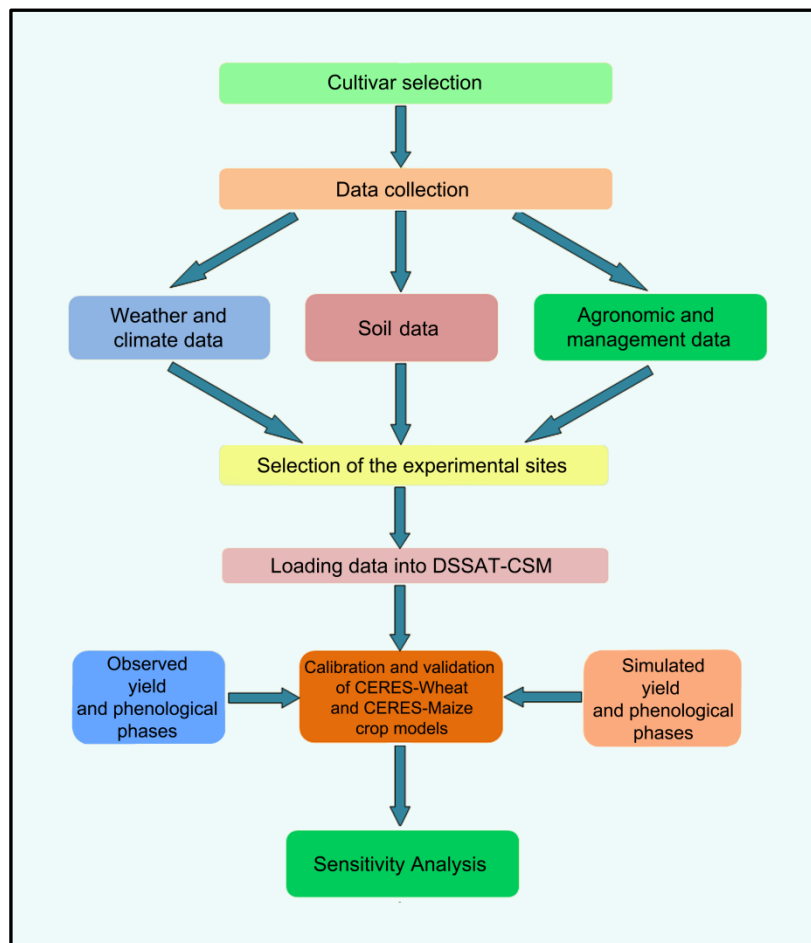 Cultivar selection
Data collection
Weather and
climate data
Soil data
Agronomic and
management data
Selection of the experimental sites
Loading data into DSSAT-CSM
Observed
yield
and phenological
phases
Calibration and validation
of CERES-Wheat
and CERES-Maize
crop models
Simulated
yield
and phenological
phases
Sensitivity Analysis